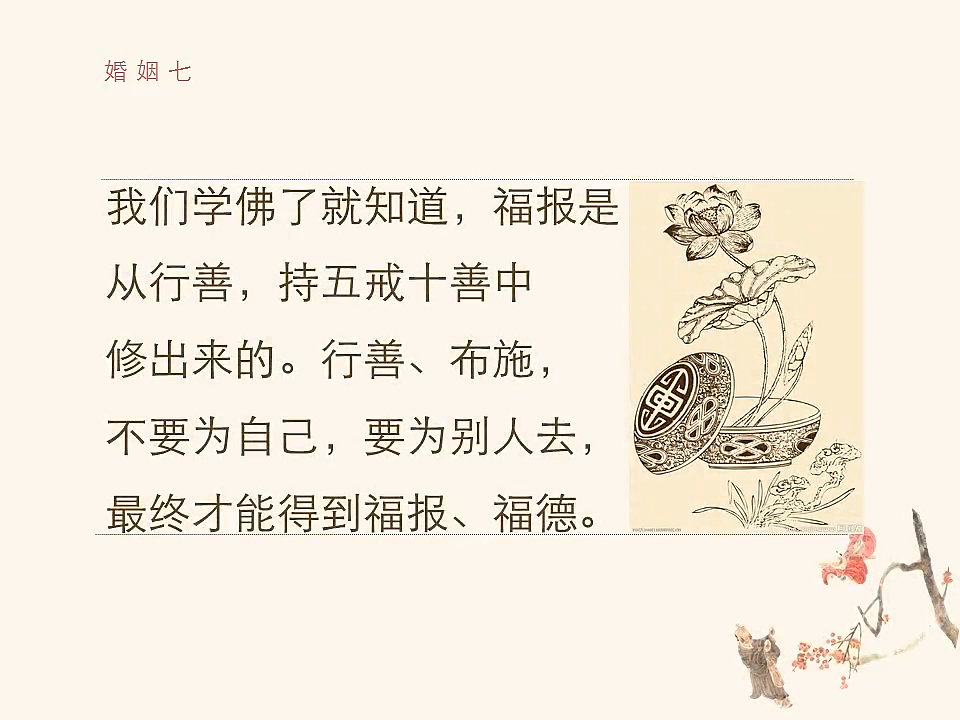 婚姻七
我们学佛了就知道，福报是
从行善，持五戒十善中
修出来的。行善、布施，
不要为自己，要为别人去，
最终才能得到福报、福德。